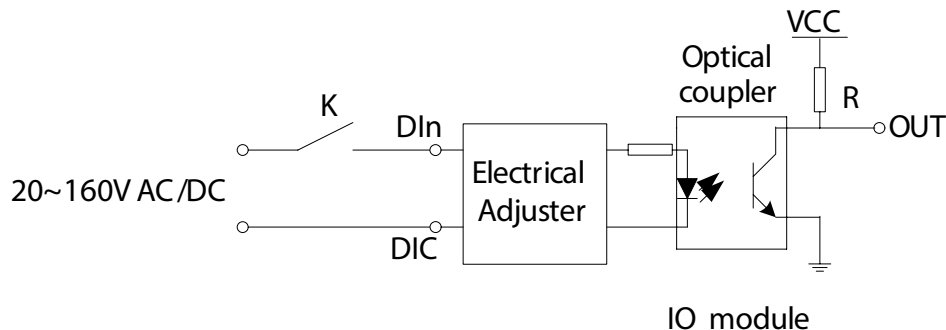 VCC
Optical
coupler
R
K
DIn
OUT
Electrical
Adjuster
20~160V AC/DC
DIC
IO module